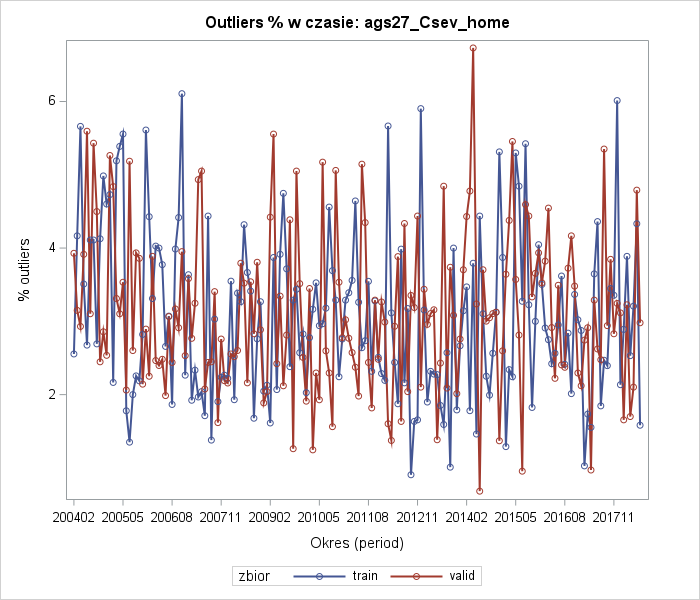 Outliers % w czasie: ags27_Csev_home
% outliers
6
4
2
200402 200505 200608 200711 200902 201005 201108 201211 201402 201505 201608 201711
Okres (period)
zbior train valid